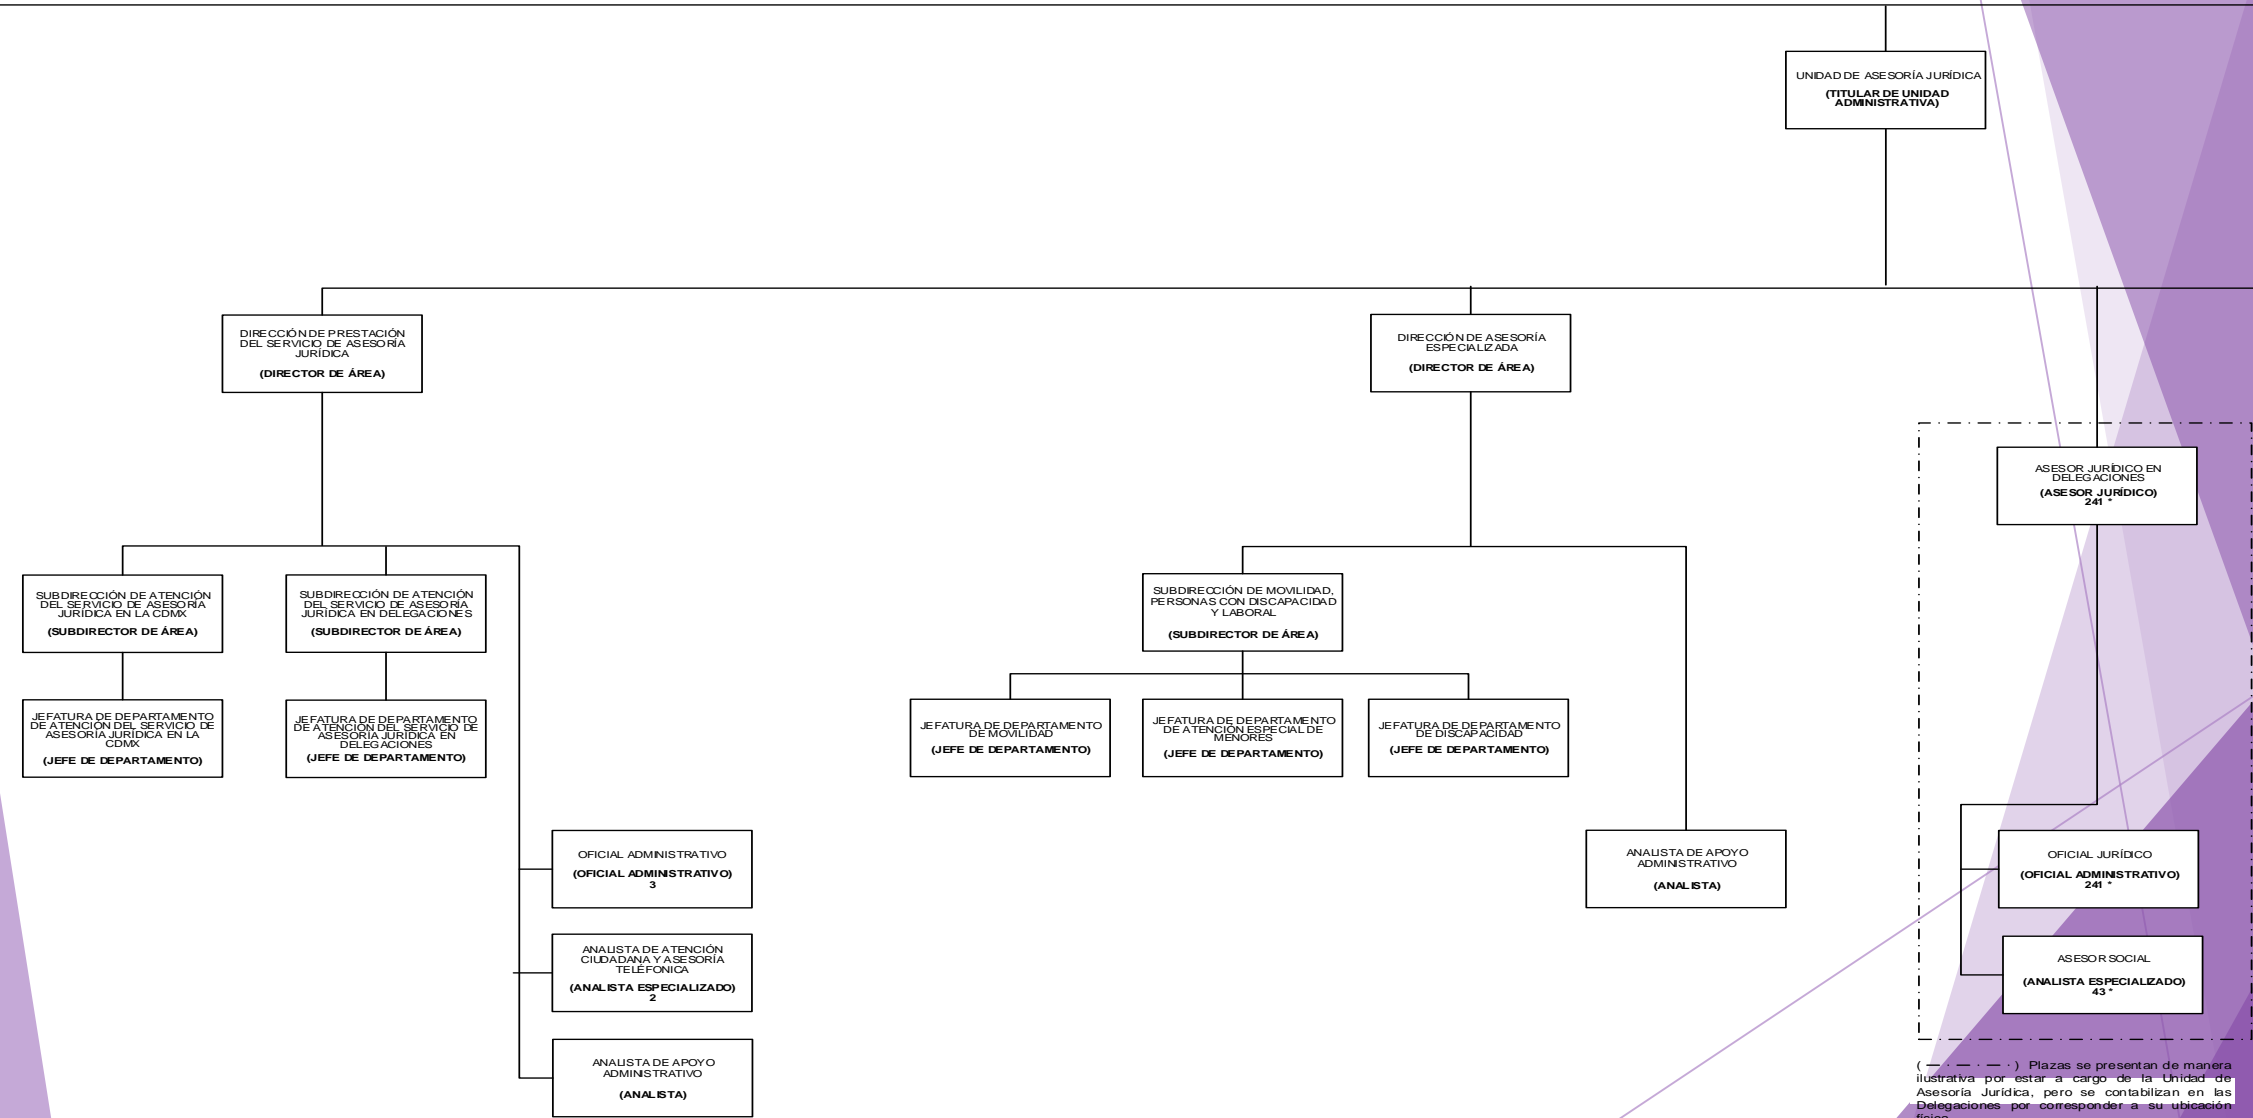 UNIDAD DE ASESORÍA JURÍDICA
(TITULAR DE UNIDAD
ADMINISTRATIVA)
DIRECCIÓN DE PRESTACIÓN
DEL SERVICIO DE ASESORÍA
JURÍDICA
(DIRECTOR DE ÁREA)
DIRECCIÓN DE ASESORÍA
ESPECIALIZADA
(DIRECTOR DE ÁREA)
ASESOR JURÍDICO EN
DELEGACIONES
(ASESOR JURÍDICO)
241 *
SUBDIRECCIÓN DE ATENCIÓN
DEL SERVICIO DE ASESORÍA
JURÍDICA EN LA CDMX
(SUBDIRECTOR DE ÁREA)
SUBDIRECCIÓN DE ATENCIÓN
DEL SERVICIO DE ASESORÍA
JURÍDICA EN DELEGACIONES
(SUBDIRECTOR DE ÁREA)
SUBDIRECCIÓN DE MOVILIDAD,
PERSONAS CON DISCAPACIDAD
Y LABORAL
(SUBDIRECTOR DE ÁREA)
JEFATURA DE DEPARTAMENTO
DE ATENCIÓN DEL SERVICIO DE
ASESORÍA JURÍDICA EN LA
CDMX
(JEFE DE DEPARTAMENTO)
JEFATURA DE DEPARTAMENTO
DE ATENCIÓN DEL SERVICIO DE
ASESORÍA JURÍDICA EN
DELEGACIONES
(JEFE DE DEPARTAMENTO)
JEFATURA DE DEPARTAMENTO
DE MOVILIDAD
(JEFE DE DEPARTAMENTO)
JEFATURA DE DEPARTAMENTO
DE ATENCIÓN ESPECIAL DE
MENORES
(JEFE DE DEPARTAMENTO)
JEFATURA DE DEPARTAMENTO
DE DISCAPACIDAD
(JEFE DE DEPARTAMENTO)
OFICIAL ADMINISTRATIVO
(OFICIAL ADMINISTRATIVO)
3
ANALISTA DE APOYO
ADMINISTRATIVO
(ANALISTA)
OFICIAL JURÍDICO
(OFICIAL ADMINISTRATIVO)
241 *
ANALISTA DE ATENCIÓN
CIUDADANA Y ASESORÍA
TELÉFONICA
(ANALISTA ESPECIALIZADO)
2
ASESOR SOCIAL
(ANALISTA ESPECIALIZADO)
43 *
ANALISTA DE APOYO
ADMINISTRATIVO
(ANALISTA)
( — · — · — · ) Plazas se presentan de manera
ilustrativa por estar a cargo de la Unidad de
Asesoría Jurídica, pero se contabilizan en las
Delegaciones por corresponder a su ubicación